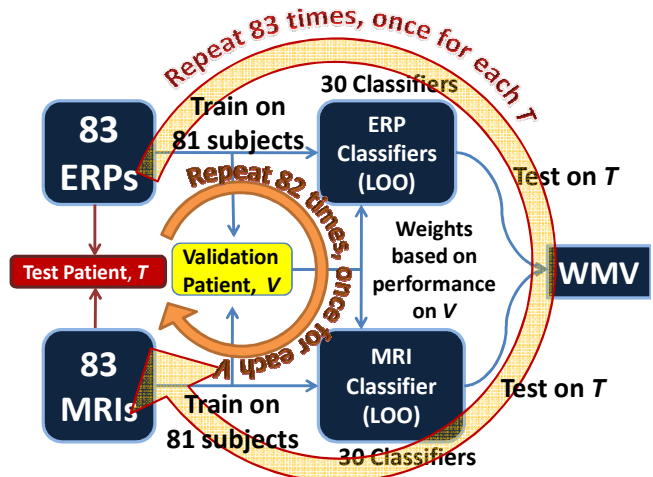 Repeat 83 times, once for each T
30 Classifiers
83
ERPs
Train on
81 subjects
ERP
Classifiers
(LOO)
Test on T
Repeat 82 times, once for each V
Test Patient, T
Validation
Patient, V
Weights
based on
performance
on V
WMV
83
MRIs
Train on
81 subjects
MRI
Classifier
(LOO)
Test on T
30 Classifiers